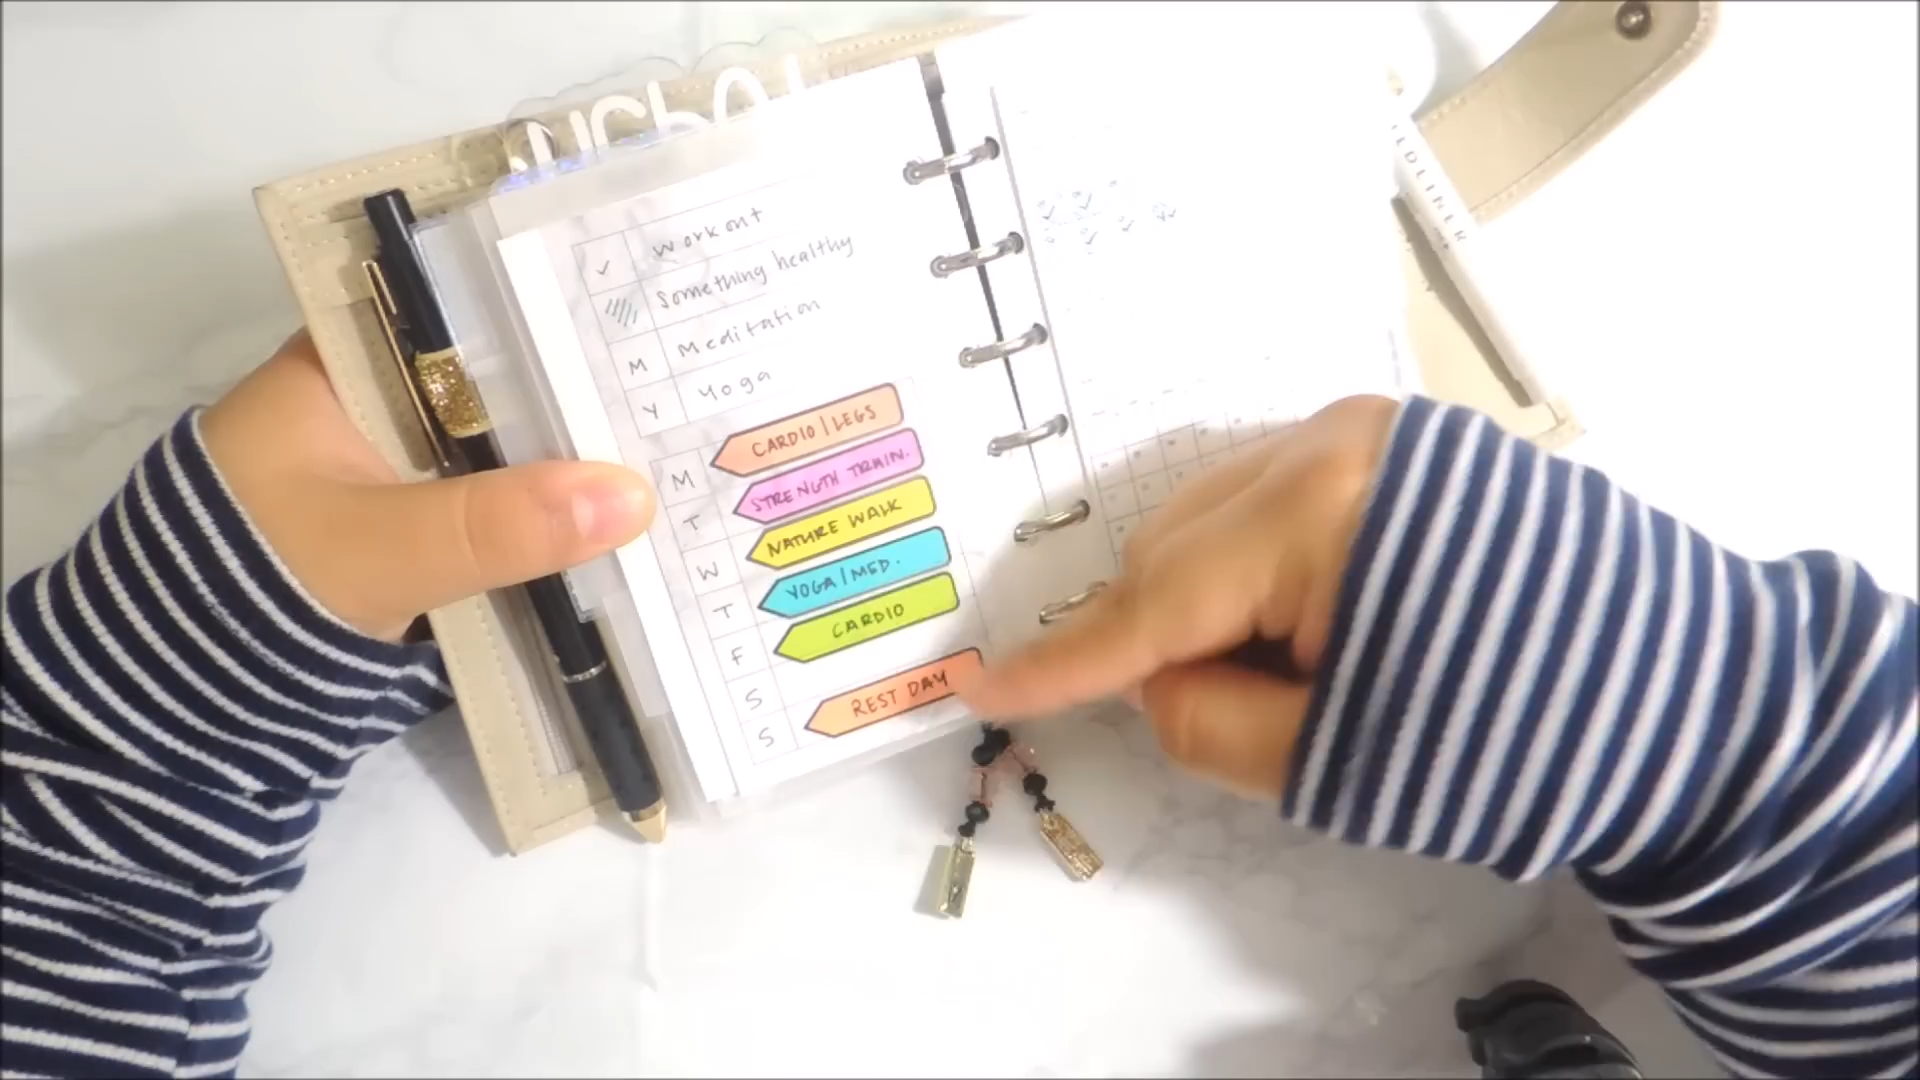 ✓ Workout
Something healthy
M Meditation
Y Yoga
M CARDIO | LEGS
T STRENGTH TRAIN.
W NATURE WALK
T YOGA | MED.
F CARDIO
S
S REST DAY